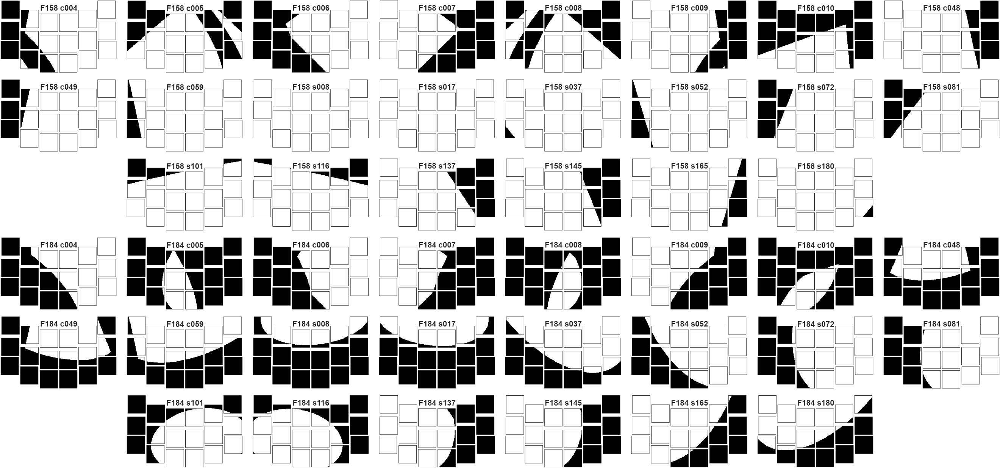 F158 c004 F158 c005 F158 c006 F158 c007 F158 c008 F158 c009 F158 c010 F158 c048
F158 c049 F158 c059 F158 s008 F158 s017 F158 s037 F158 s052 F158 s072 F158 s081
F158 s101 F158 s116 F158 s137 F158 s145 F158 s165 F158 s180
F184 c004 F184 c005 F184 c006 F184 c007 F184 c008 F184 c009 F184 c010 F184 c048
F184 c049 F184 c059 F184 s008 F184 s017 F184 s037 F184 s052 F184 s072 F184 s081
F184 s101 F184 s116 F184 s137 F184 s145 F184 s165 F184 s180